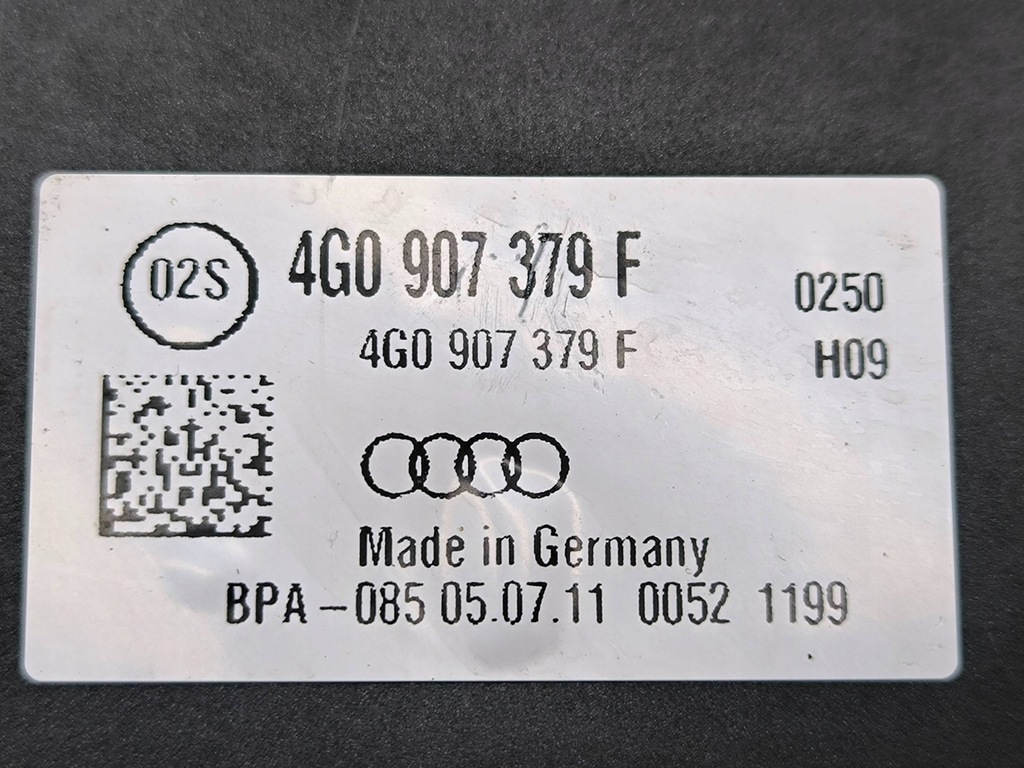 02S 4G0 907 379 F
0250
4G0 907 379 F
H09
Made in Germany
BPA -085 05.07.11 0052 1199